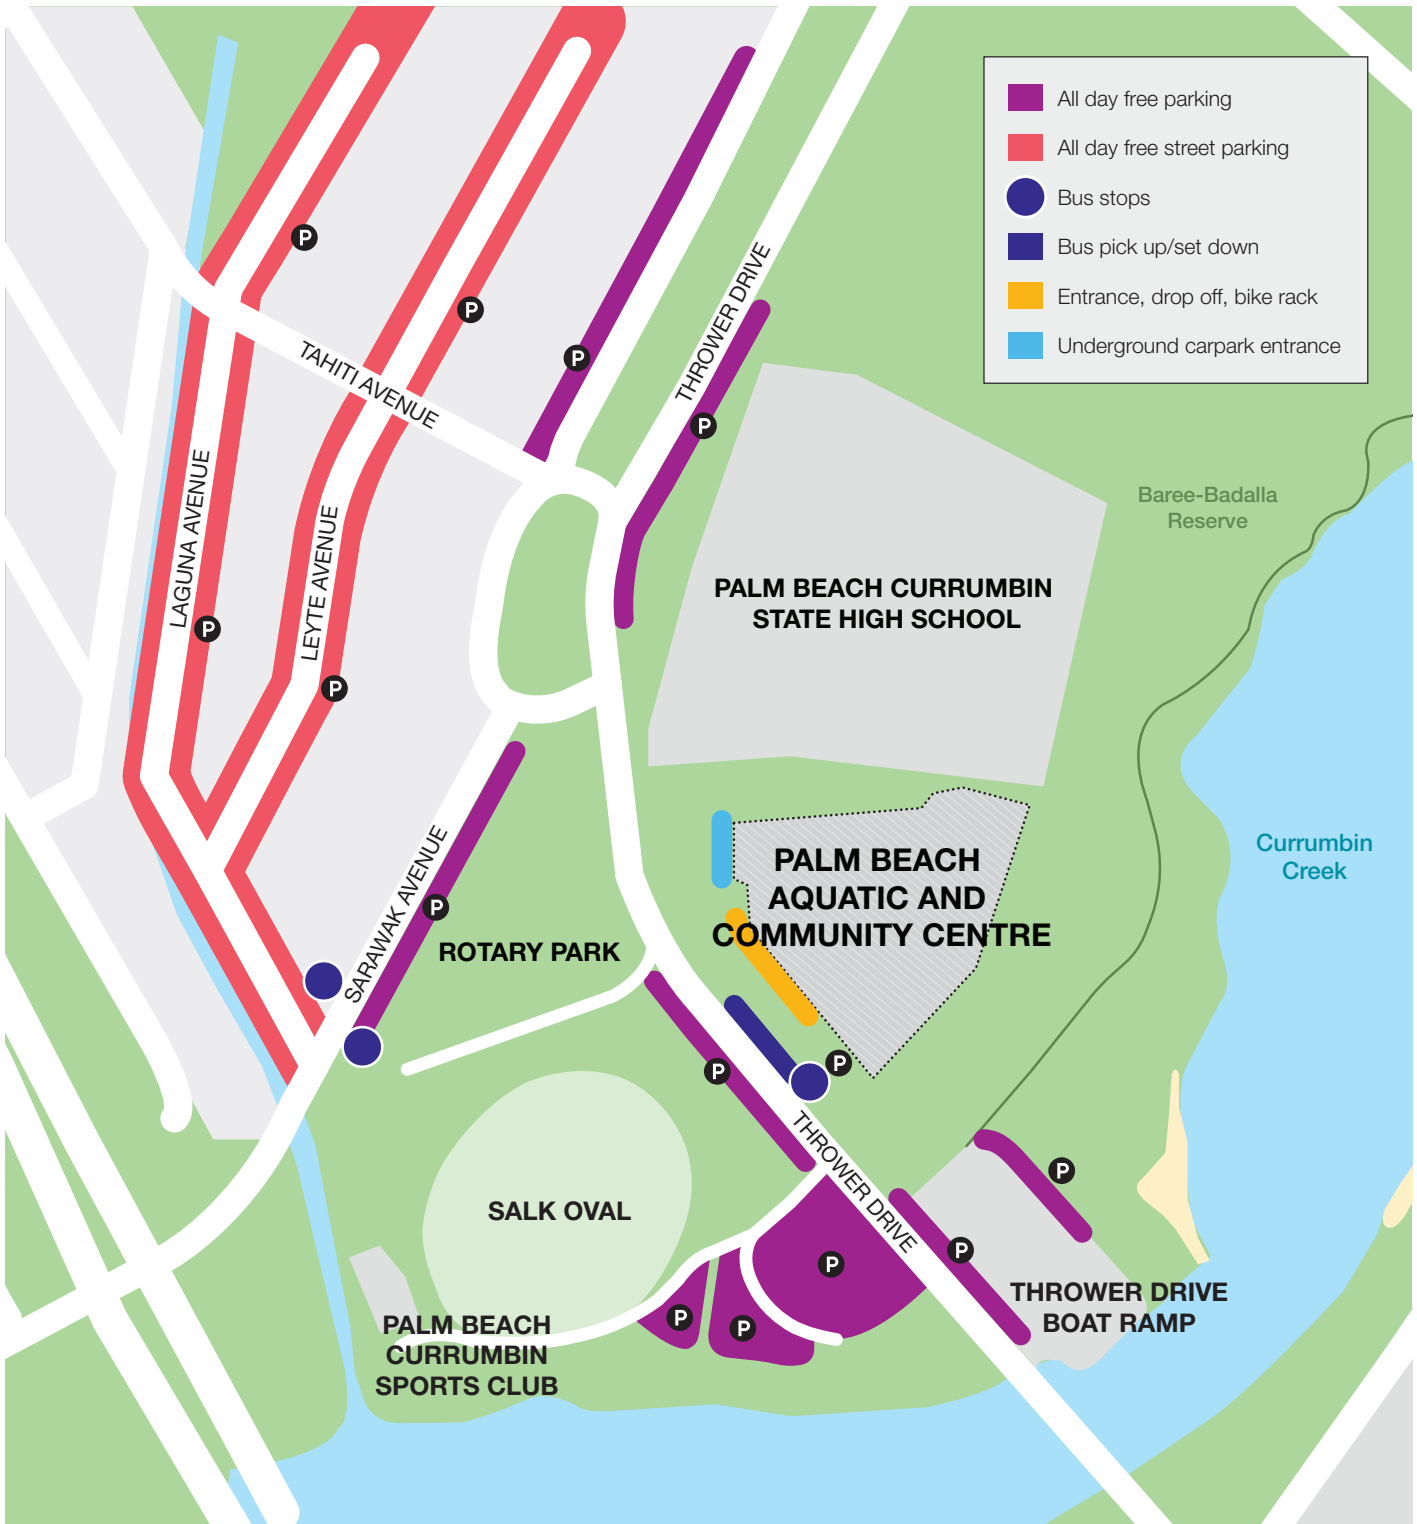 All day free parking
All day free street parking
Bus stops
Bus pick up/set down
Entrance, drop off, bike rack
Underground carpark entrance
P
P
P
THROWER DRIVE
TAHITI AVENUE
P
LAGUNA AVENUE
LEYTE AVENUE
P
P
Baree-Badalla
Reserve
PALM BEACH CURRUMBIN
STATE HIGH SCHOOL
SARAWAK AVENUE
P
ROTARY PARK
PALM BEACH
AQUATIC AND
COMMUNITY CENTRE
Currumbin
Creek
P
P
THROWER DRIVE
P
P
SALK OVAL
P
P
P
THROWER DRIVE
BOAT RAMP
PALM BEACH
CURRUMBIN
SPORTS CLUB